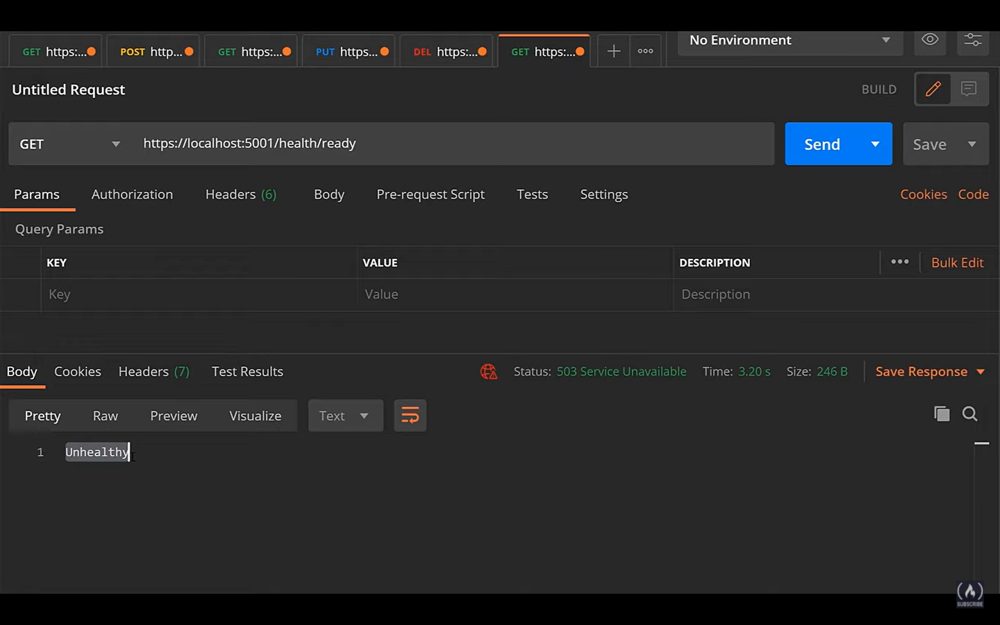 GET https:... POST http... GET https:... PUT https... DEL https:... GET https:... No Environment
Untitled Request BUILD
GET https://localhost:5001/health/ready Send Save
Params Authorization Headers (6) Body Pre-request Script Tests Settings Cookies Code
Query Params
KEY VALUE DESCRIPTION Bulk Edit
Key Value Description
Body Cookies Headers (7) Test Results Status: 503 Service Unavailable Time: 3.20 s Size: 246 B Save Response
Pretty Raw Preview Visualize Text
1 Unhealthy
SUBSCRIBE